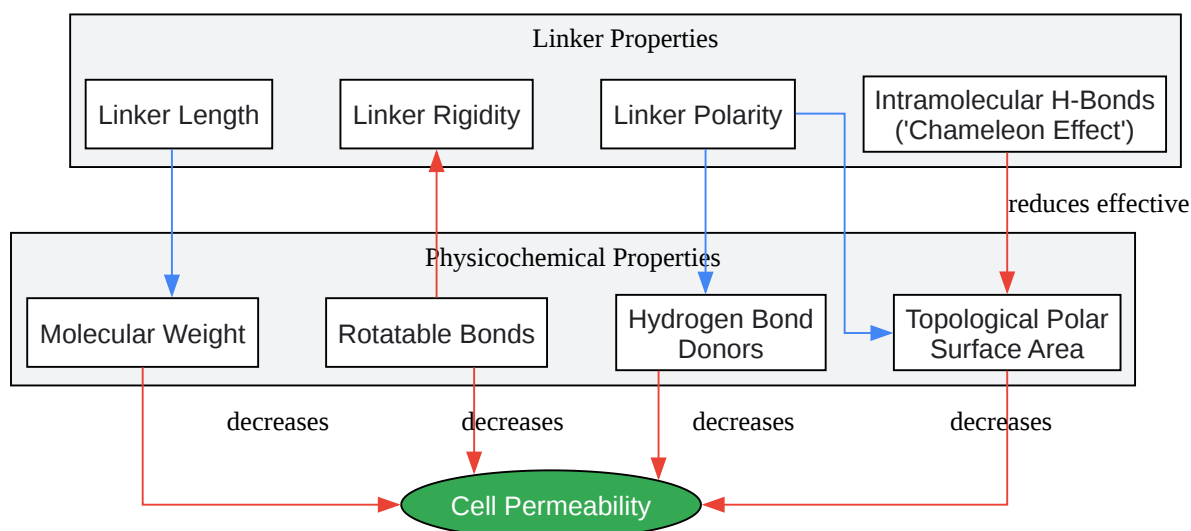 Linker Properties
Linker Length
Linker Rigidity
Linker Polarity
Intramolecular H-Bonds
('Chameleon Effect')
reduces effective
Physicochemical Properties
Molecular Weight
Rotatable Bonds
Hydrogen Bond
Donors
Topological Polar
Surface Area
decreases
decreases
decreases
decreases
Cell Permeability